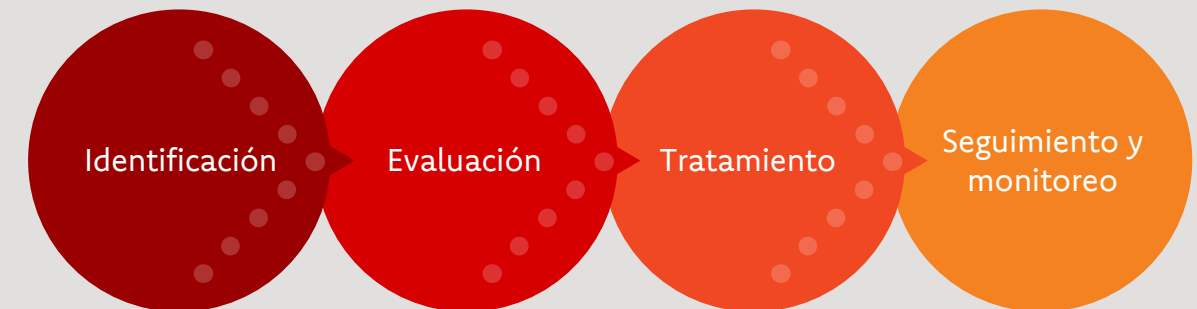 Identificación
Evaluación
Tratamiento
Seguimiento y
monitoreo